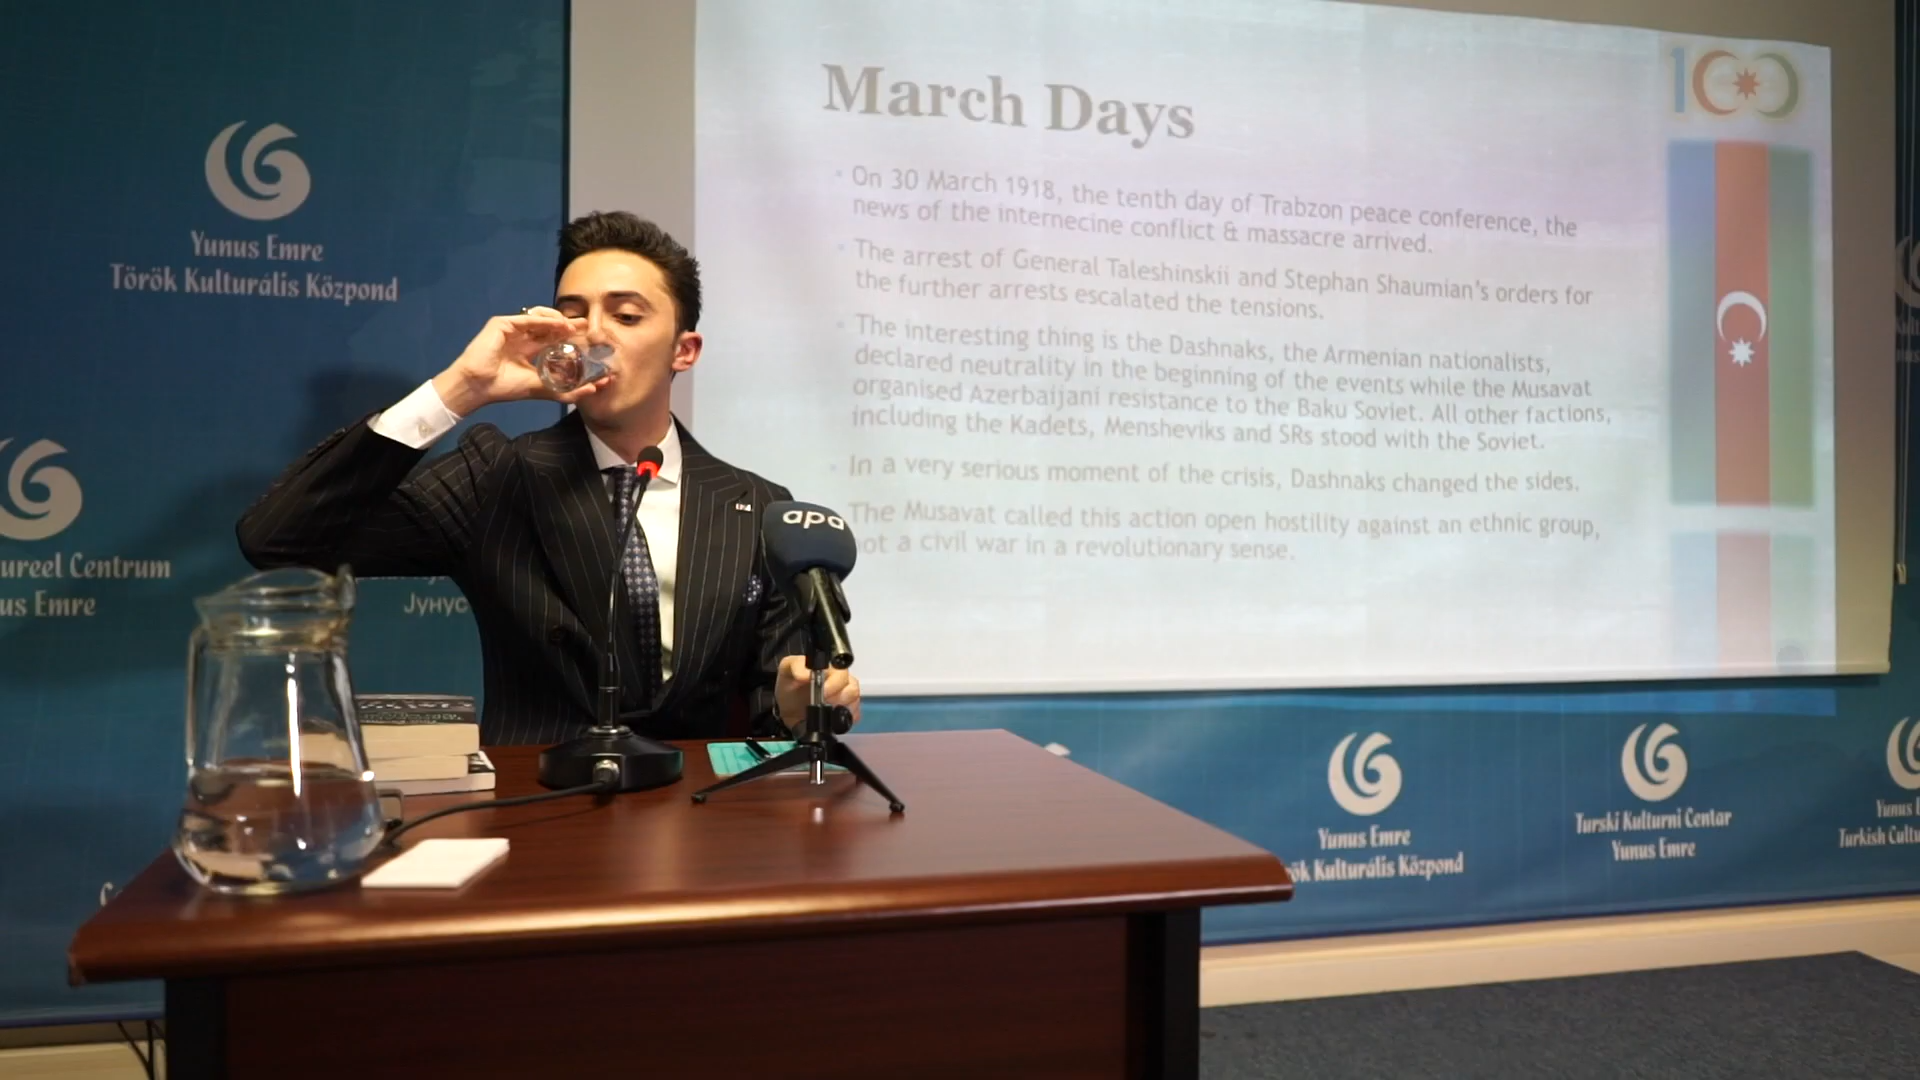 Yunus Emre
Török Kulturális Központ
ureel Centrum
us Emre
Јунус
March Days
100
On 30 March 1918, the tenth day of Trabzon peace conference, the
news of the internecine conflict & massacre arrived.
The arrest of General Taleshinskii and Stephan Shaumian's orders for
the further arrests escalated the tensions.
The interesting thing is the Dashnaks, the Armenian nationalists,
declared neutrality in the beginning of the events while the Musavat
organised Azerbaijani resistance to the Baku Soviet. All other factions,
including the Kadets, Mensheviks and SRs stood with the Soviet.
In a very serious moment of the crisis, Dashnaks changed the sides.
The Musavat called this action open hostility against an ethnic group,
not a civil war in a revolutionary sense.
apa
Yunus Emre
ök Kulturális Központ
Turski Kulturni Centar
Yunus Emre
Yunus
Turkish Cultu